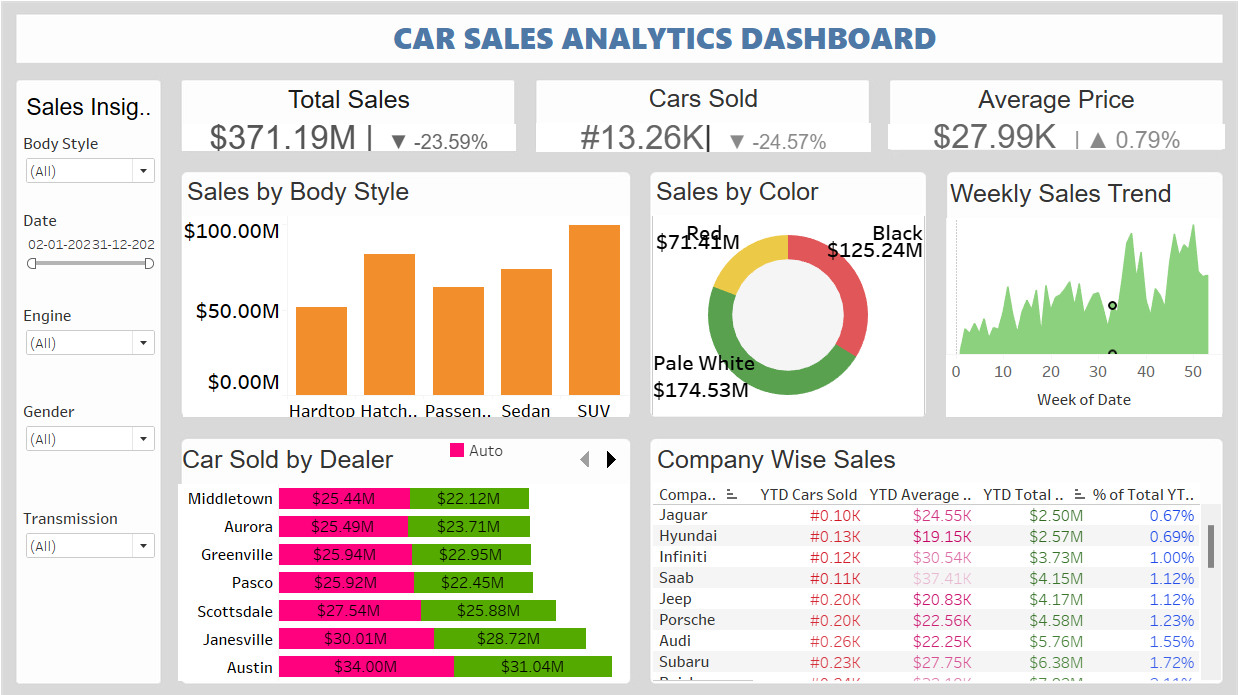 CAR SALES ANALYTICS DASHBOARD
Sales Insig..
Body Style
(All)
Date
02-01-20231-12-202
Engine
(All)
Gender
(All)
Transmission
(All)
Total Sales
$371.19M | ▼ -23.59%
Cars Sold
#13.26K| ▼ -24.57%
Average Price
$27.99K | ▲ 0.79%
Sales by Body Style
$100.00M
$50.00M
$0.00M
Hardtop Hatch.. Passen.. Sedan SUV
Sales by Color
Red
$71.41M
Black
$125.24M
Pale White
$174.53M
Weekly Sales Trend
0 10 20 30 40 50
Week of Date
Car Sold by Dealer
Auto
Middletown $25.44M $22.12M
Aurora $25.49M $23.71M
Greenville $25.94M $22.95M
Pasco $25.92M $22.45M
Scottsdale $27.54M $25.88M
Janesville $30.01M $28.72M
Austin $34.00M $31.04M
Company Wise Sales
Compa.. YTD Cars Sold YTD Average .. YTD Total .. % of Total YT..
Jaguar #0.10K $24.55K $2.50M 0.67%
Hyundai #0.13K $19.15K $2.57M 0.69%
Infiniti #0.12K $30.54K $3.73M 1.00%
Saab #0.11K $37.41K $4.15M 1.12%
Jeep #0.20K $20.83K $4.17M 1.12%
Porsche #0.20K $22.56K $4.58M 1.23%
Audi #0.26K $22.25K $5.76M 1.55%
Subaru #0.23K $27.75K $6.38M 1.72%